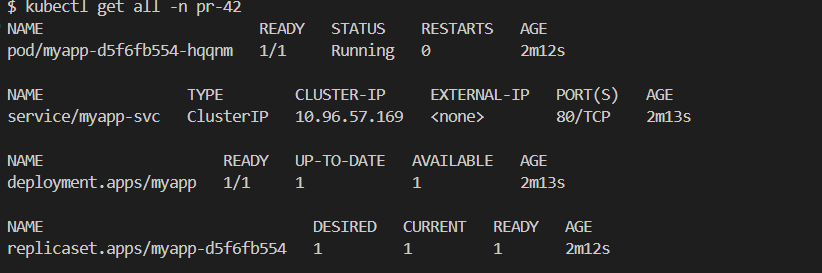 $ kubectl get all -n pr-42
NAME READY STATUS RESTARTS AGE
pod/myapp-d5f6fb554-hqqnm 1/1 Running 0 2m12s
NAME TYPE CLUSTER-IP EXTERNAL-IP PORT(S) AGE
service/myapp-svc ClusterIP 10.96.57.169 <none> 80/TCP 2m13s
NAME READY UP-TO-DATE AVAILABLE AGE
deployment.apps/myapp 1/1 1 1 2m13s
NAME DESIRED CURRENT READY AGE
replicaset.apps/myapp-d5f6fb554 1 1 1 2m12s